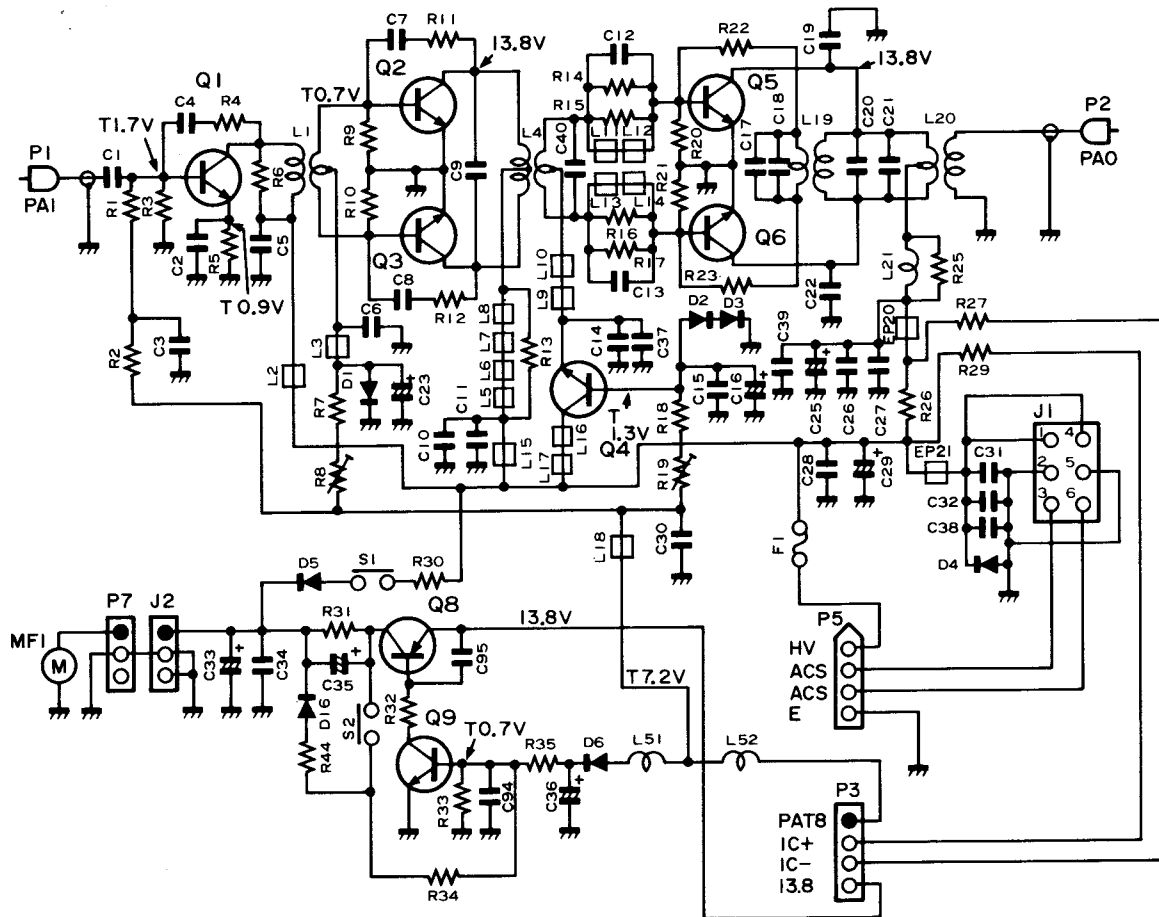 C7
R11
13.8V
C12
R22
C19
13.8V
Q1
Q2
Q5
R14
C4
R4
T0.7V
R15
C18
C20
C21
P2
T1.7V
L1
R9
L4
C40
L11
L12
R20
C17
L19
L20
P1
C1
R6
C9
PAO
PA1
R1
R3
R10
R21
L13
L14
C2
R5
C5
Q3
R16
Q6
L10
R17
L21
R25
C8
R23
T0.9V
R12
L9
C13
C22
C6
L8
D2
D3
R27
C3
L3
R13
C14
C37
C39
EP20
R2
L7
R29
L2
D1
C23
L6
C15
C16
C25
C26
C27
R26
R7
C11
L5
J1
R18
1
4
C10
L16
1.3V
T
Q4
EP21
C31
L15
2
5
R8
L17
R19
C28
C29
C32
3
6
C38
L18
C30
F1
D4
D5
S1
R30
P7
J2
Q8
R31
13.8V
P5
MF1
HV
M
C33
C34
C35
C95
ACS
T7.2V
ACS
D16
S2
R32
Q9
E
T0.7V
R35
D6
L51
L52
R44
R33
C94
C36
P3
PAT8
IC+
IC-
R34
13.8